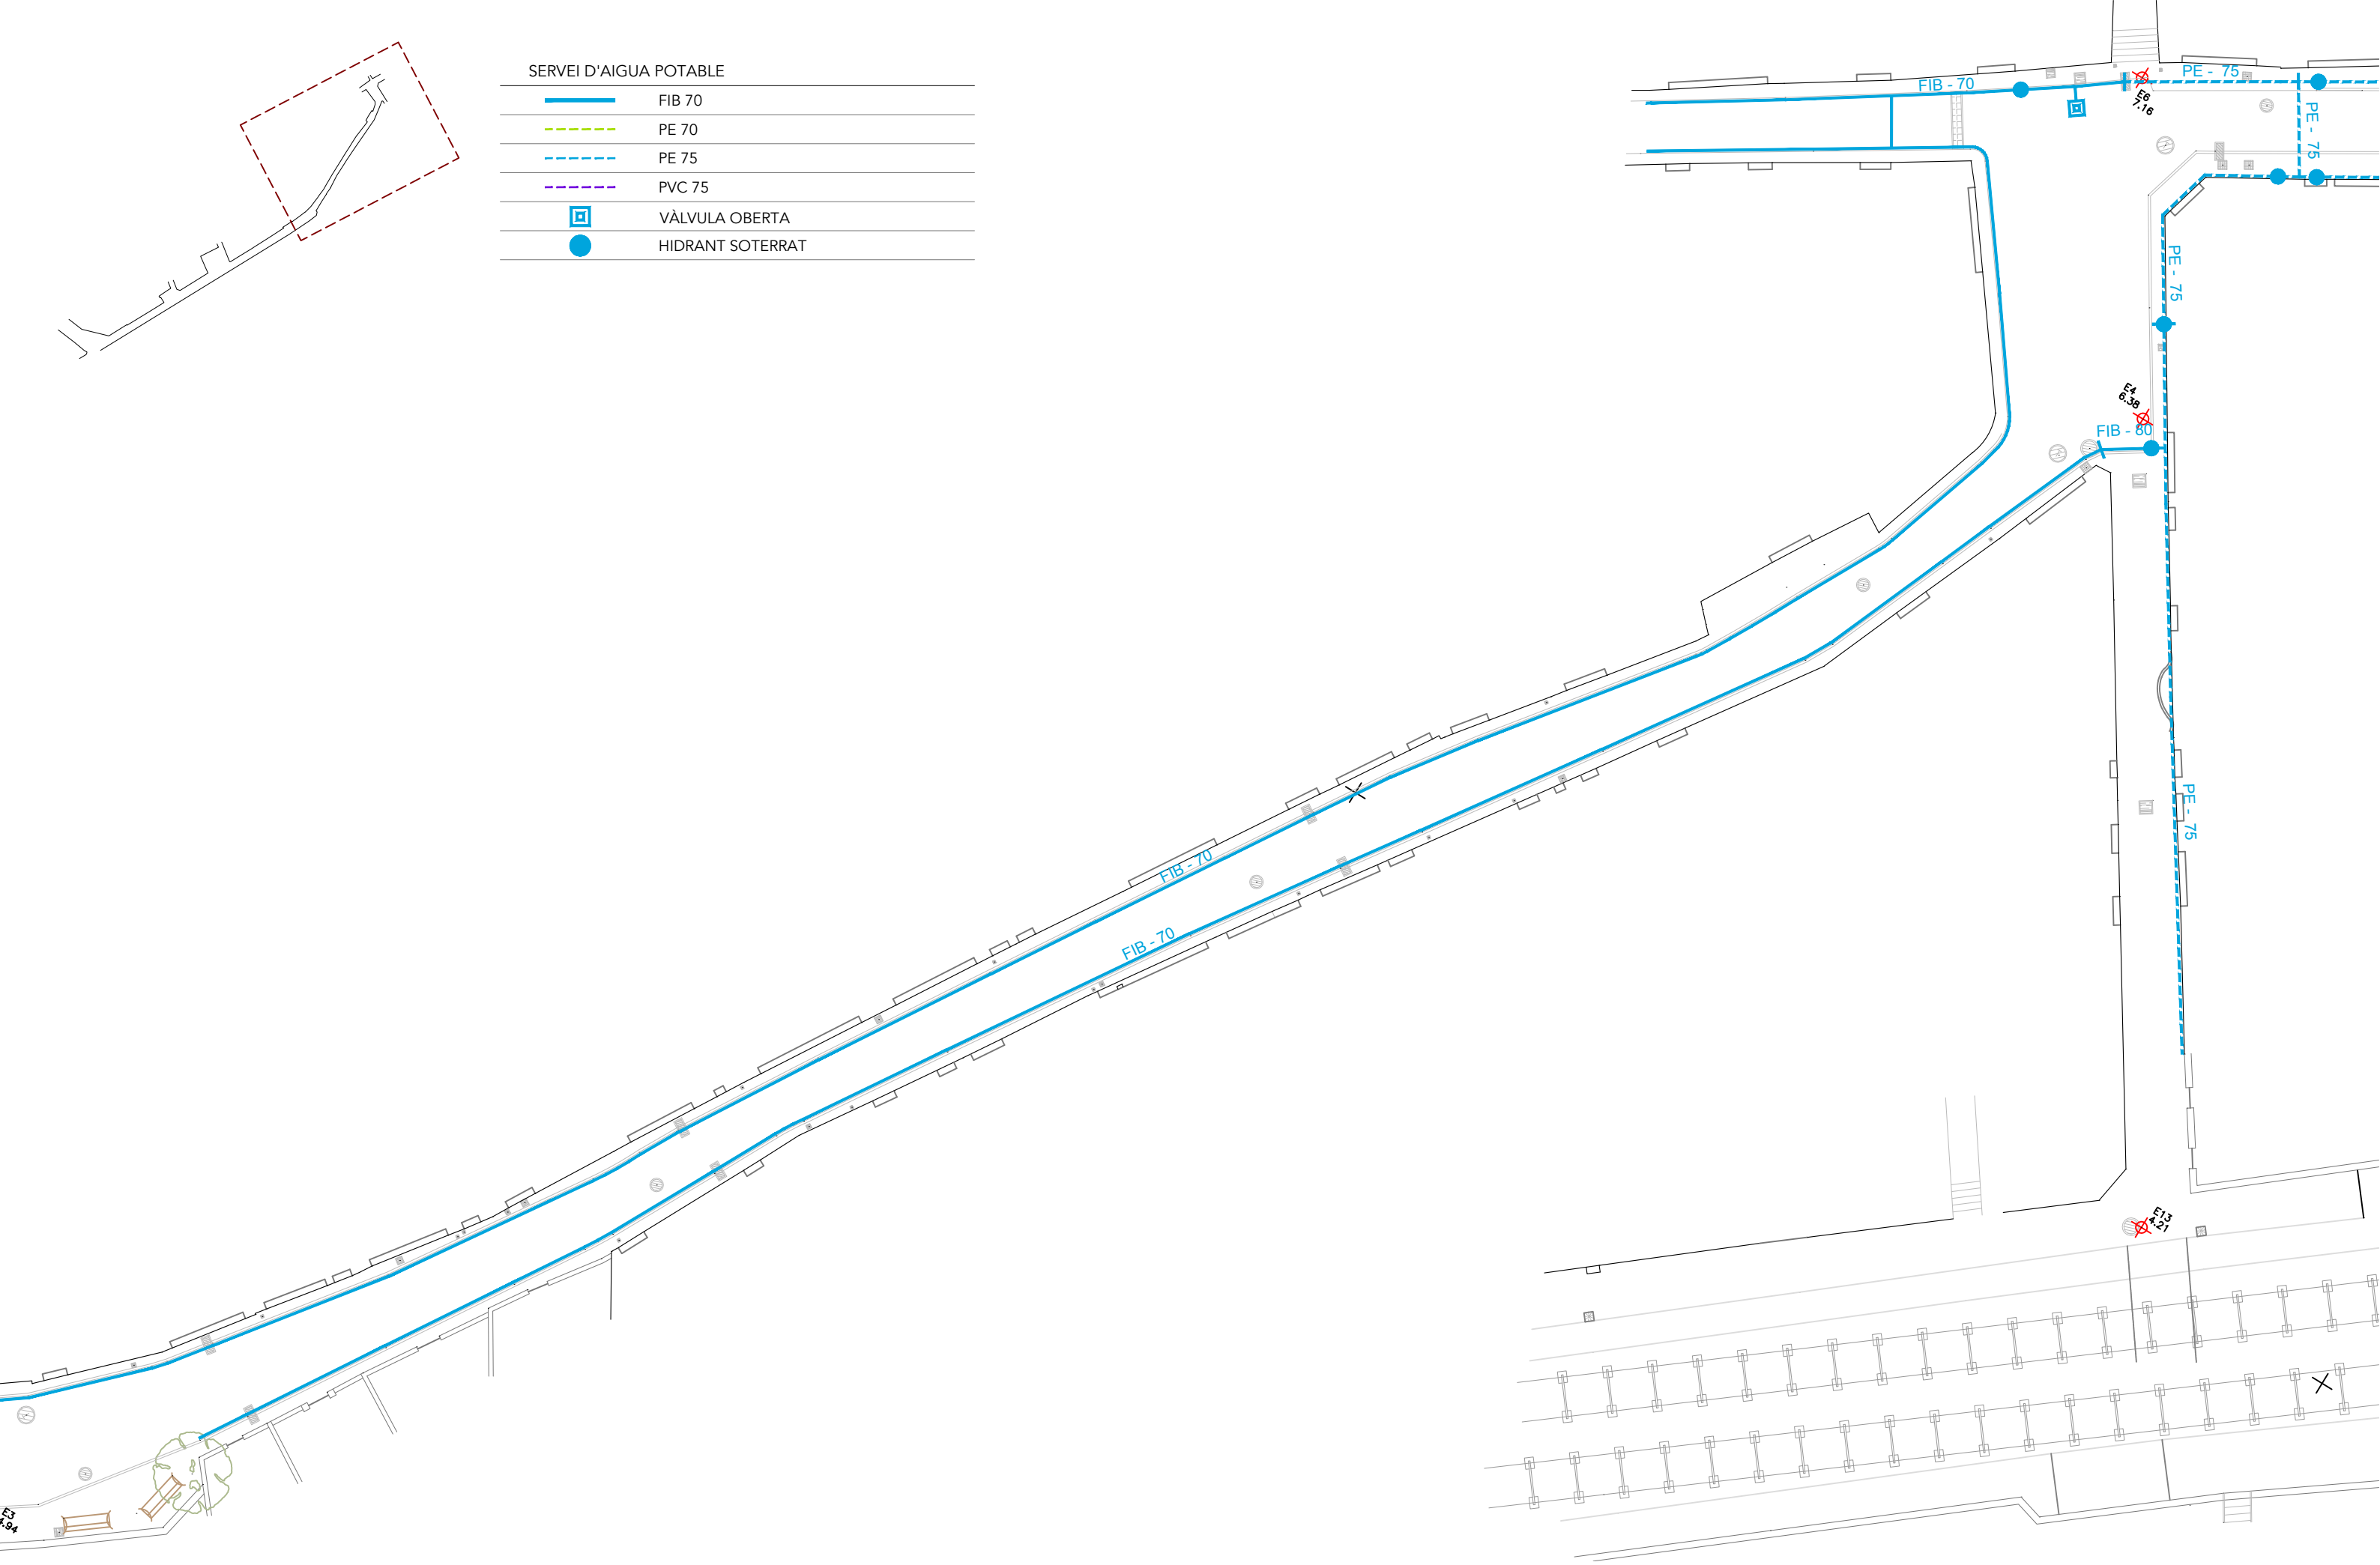 SERVEI D'AIGUA POTABLE
FIB 70
PE 70
PE 75
PVC 75
VÀLVULA OBERTA
HIDRANT SOTERRAT
FIB - 70
PE - 75
E6
7.16
PE - 75
PE - 75
E4
6.38
FIB - 80
PE - 75
FIB - 70
FIB - 70
E13
4.21
E3